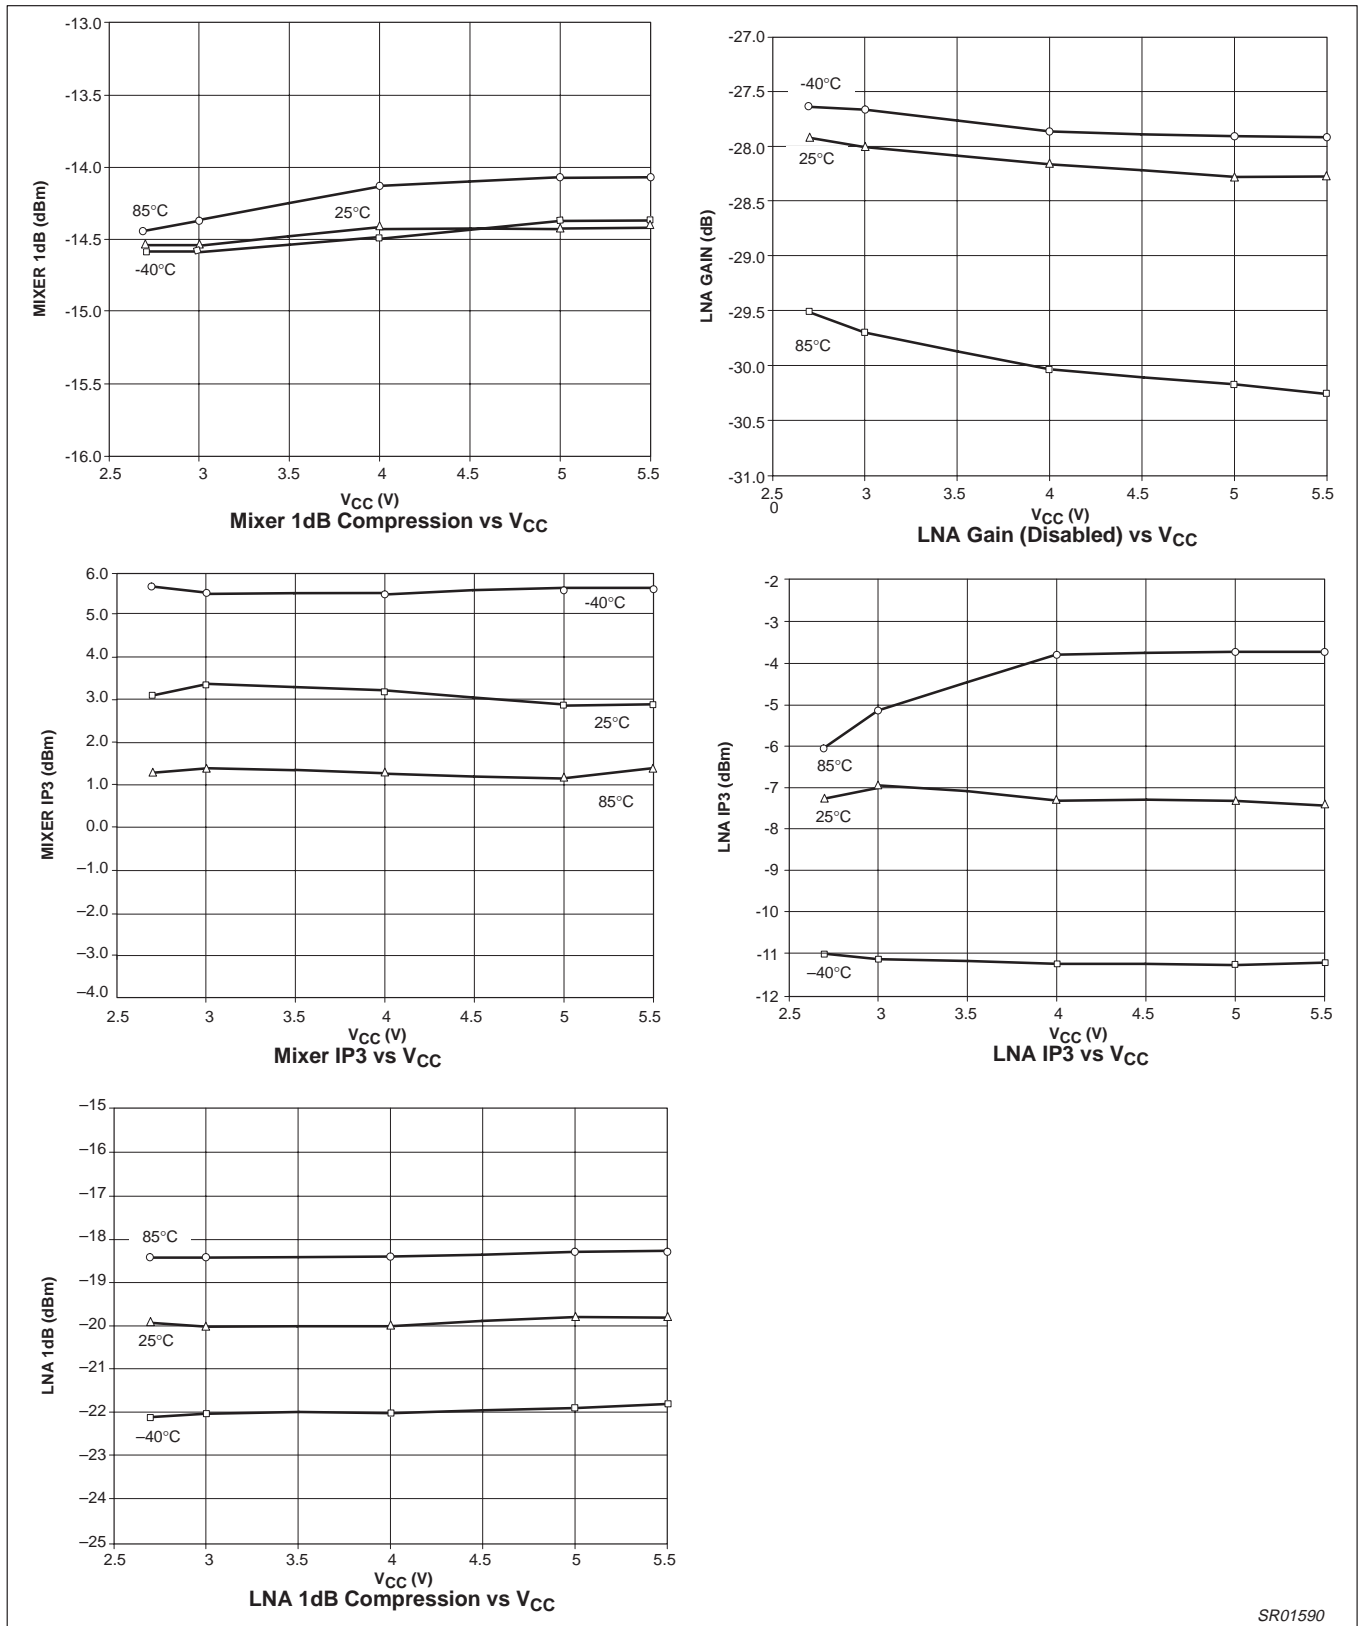 -13.0
-13.5
-14.0
-14.5
-15.0
-15.5
-16.0
MIXER 1dB (dBm)
85°C
25°C
-40°C
2.5 3 3.5 4 4.5 5 5.5
VCC (V)
Mixer 1dB Compression vs VCC
-27.0
-27.5
-28.0
-28.5
-29.0
-29.5
-30.0
-30.5
-31.0
LNA GAIN (dB)
-40°C
25°C
85°C
2.5 3 3.5 4 4.5 5 5.5
0
VCC (V)
LNA Gain (Disabled) vs VCC
6.0
5.0
4.0
3.0
2.0
1.0
0.0
–1.0
–2.0
–3.0
–4.0
MIXER IP3 (dBm)
-40°C
25°C
85°C
2.5 3 3.5 4 4.5 5 5.5
VCC (V)
Mixer IP3 vs VCC
-2
-3
-4
-5
-6
-7
-8
-9
-10
-11
-12
LNA IP3 (dBm)
85°C
25°C
–40°C
2.5 3 3.5 4 4.5 5 5.5
VCC (V)
LNA IP3 vs VCC
–15
–16
–17
–18
–19
–20
–21
–22
–23
–24
–25
LNA 1dB (dBm)
85°C
25°C
–40°C
2.5 3 3.5 4 4.5 5 5.5
VCC (V)
LNA 1dB Compression vs VCC
SR01590